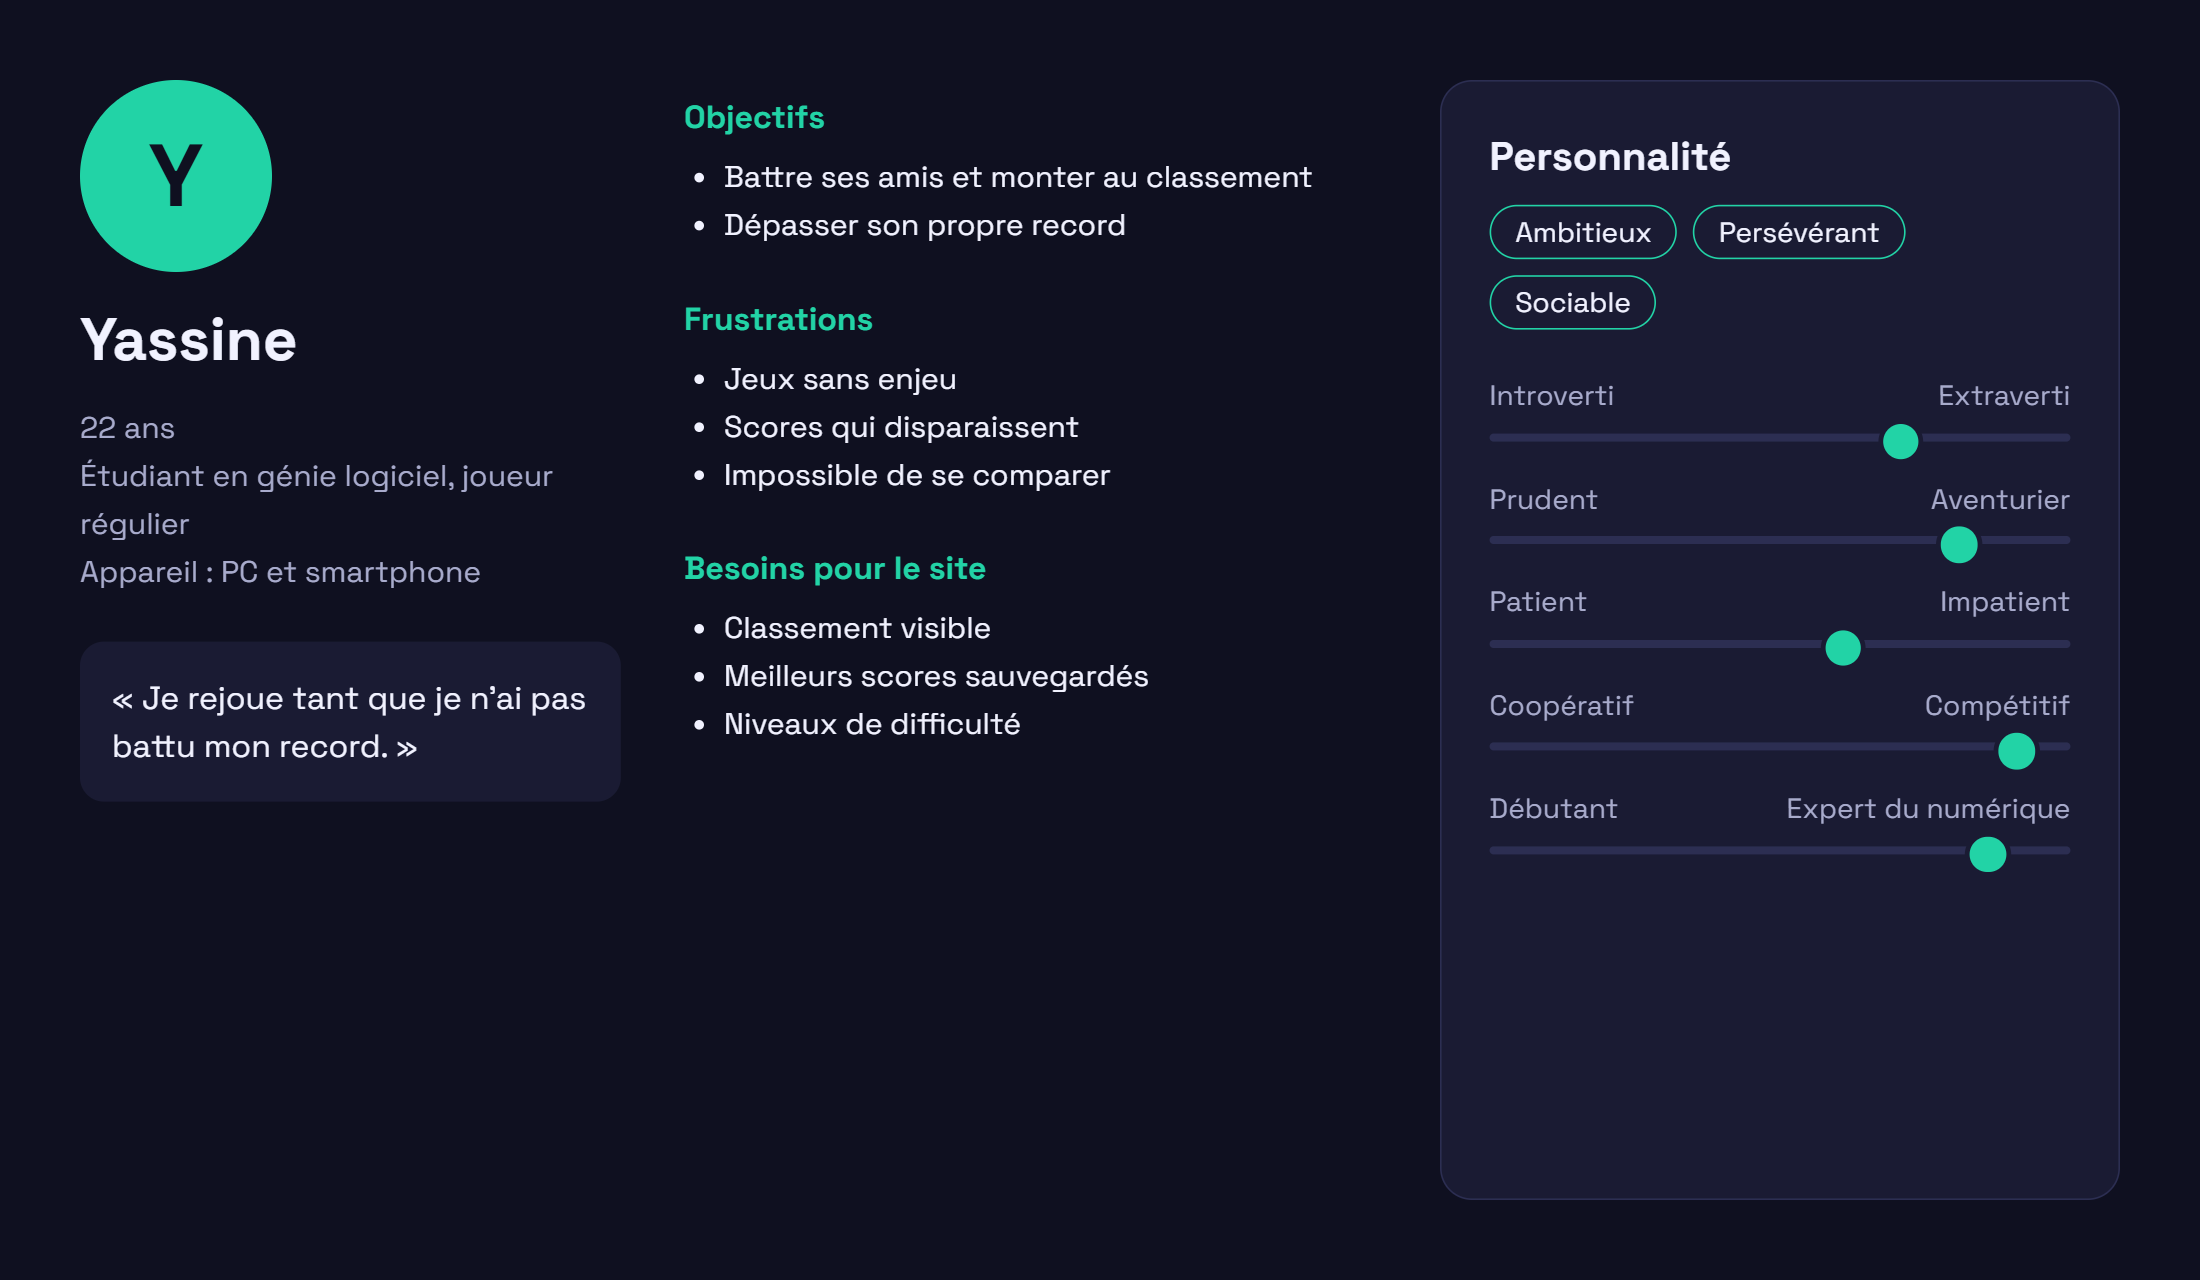 Y
Yassine
22 ans
Étudiant en génie logiciel, joueur
régulier
Appareil : PC et smartphone
« Je rejoue tant que je n’ai pas
battu mon record. »
Objectifs
• Battre ses amis et monter au classement
• Dépasser son propre record
Frustrations
• Jeux sans enjeu
• Scores qui disparaissent
• Impossible de se comparer
Besoins pour le site
• Classement visible
• Meilleurs scores sauvegardés
• Niveaux de difficulté
Personnalité
Ambitieux Persévérant
Sociable
Introverti Extraverti
Prudent Aventurier
Patient Impatient
Coopératif Compétitif
Débutant Expert du numérique